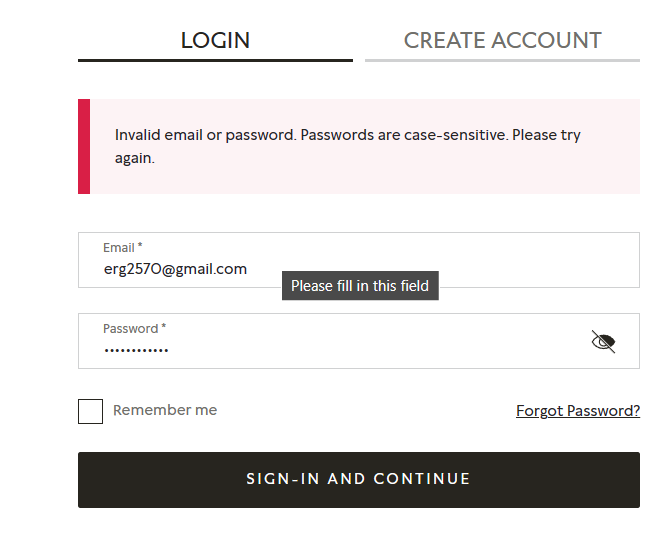 LOGIN
CREATE ACCOUNT
Invalid email or password. Passwords are case-sensitive. Please try
again.
Email *
erg2570@gmail.com
Please fill in this field
Password *
••••••••••••
Remember me
Forgot Password?
SIGN-IN AND CONTINUE